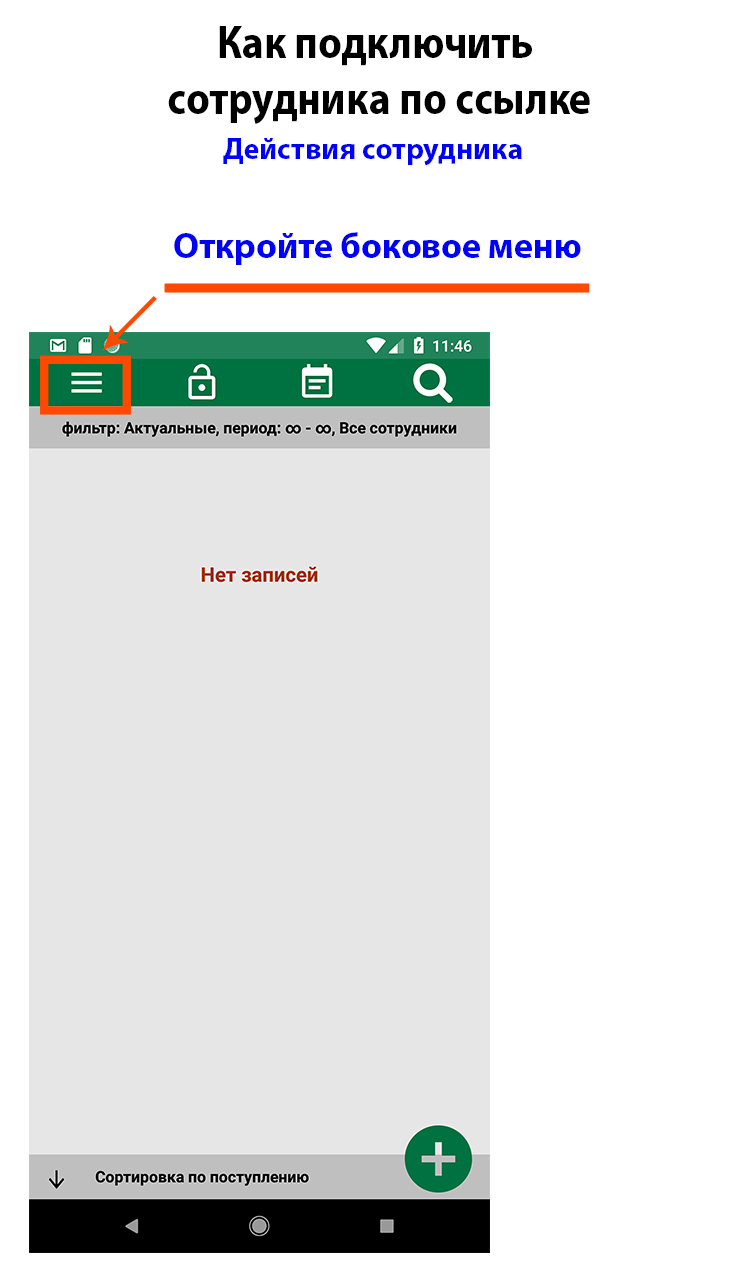 Как подключить
сотрудника по ссылке
Действия сотрудника
Откройте боковое меню
11:46
фильтр: Актуальные, период: ∞ - ∞, Все сотрудники
Нет записей
Сортировка по поступлению